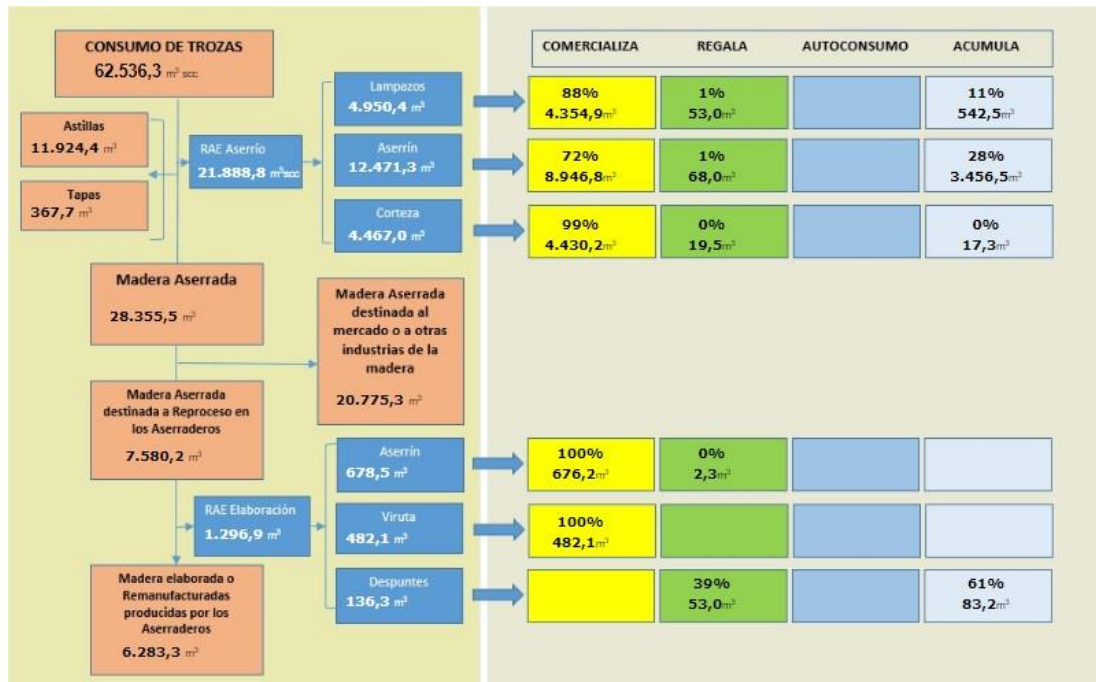 CONSUMO DE TROZAS
62.536,3 m³ scc
Astillas
11.924,4 m³
Tapas
367,7 m³
RAE Aserrío
21.888,8 m³scc
Lampazos
4.950,4 m³
Aserrín
12.471,3 m³
Corteza
4.467,0 m³
Madera Aserrada
28.355,5 m³
Madera Aserrada
destinada al
mercado o a otras
industrias de la
madera
20.775,3 m³
Madera Aserrada
destinada a Reproceso en
los Aserraderos
7.580,2 m³
RAE Elaboración
1.296,9 m³
Aserrín
678,5 m³
Viruta
482,1 m³
Despuntes
136,3 m³
Madera elaborada o
Remanufacturadas
producidas por los
Aserraderos
6.283,3 m³
COMERCIALIZA REGALA AUTOCONSUMO ACUMULA
88% 1% 11%
4.354,9m³ 53,0m³ 542,5m³
72% 1% 28%
8.946,8m³ 68,0m³ 3.456,5m³
99% 0% 0%
4.430,2m³ 19,5m³ 17,3m³
100% 0%
676,2m³ 2,3m³
100%
482,1m³
39% 61%
53,0m³ 83,2m³